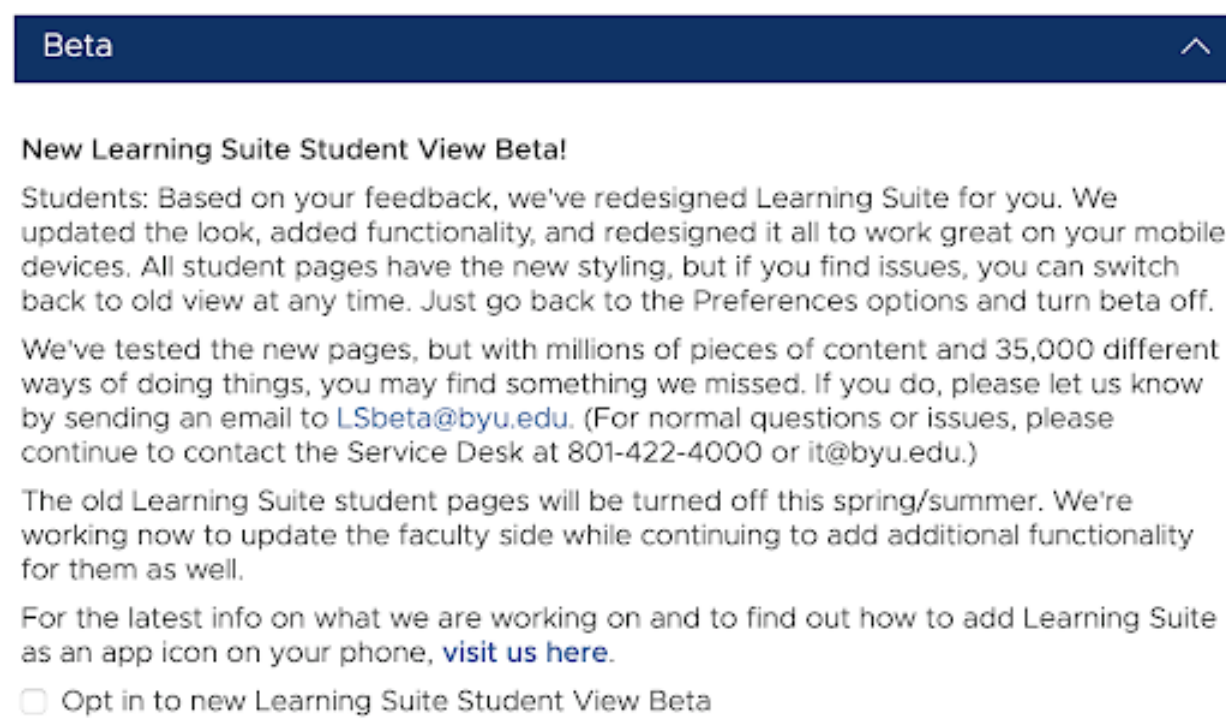 Beta
New Learning Suite Student View Beta!
Students: Based on your feedback, we've redesigned Learning Suite for you. We
updated the look, added functionality, and redesigned it all to work great on your mobile
devices. All student pages have the new styling, but if you find issues, you can switch
back to old view at any time. Just go back to the Preferences options and turn beta off.
We've tested the new pages, but with millions of pieces of content and 35,000 different
ways of doing things, you may find something we missed. If you do, please let us know
by sending an email to LSbeta@byu.edu. (For normal questions or issues, please
continue to contact the Service Desk at 801-422-4000 or it@byu.edu.)
The old Learning Suite student pages will be turned off this spring/summer. We're
working now to update the faculty side while continuing to add additional functionality
for them as well.
For the latest info on what we are working on and to find out how to add Learning Suite
as an app icon on your phone, visit us here.
Opt in to new Learning Suite Student View Beta